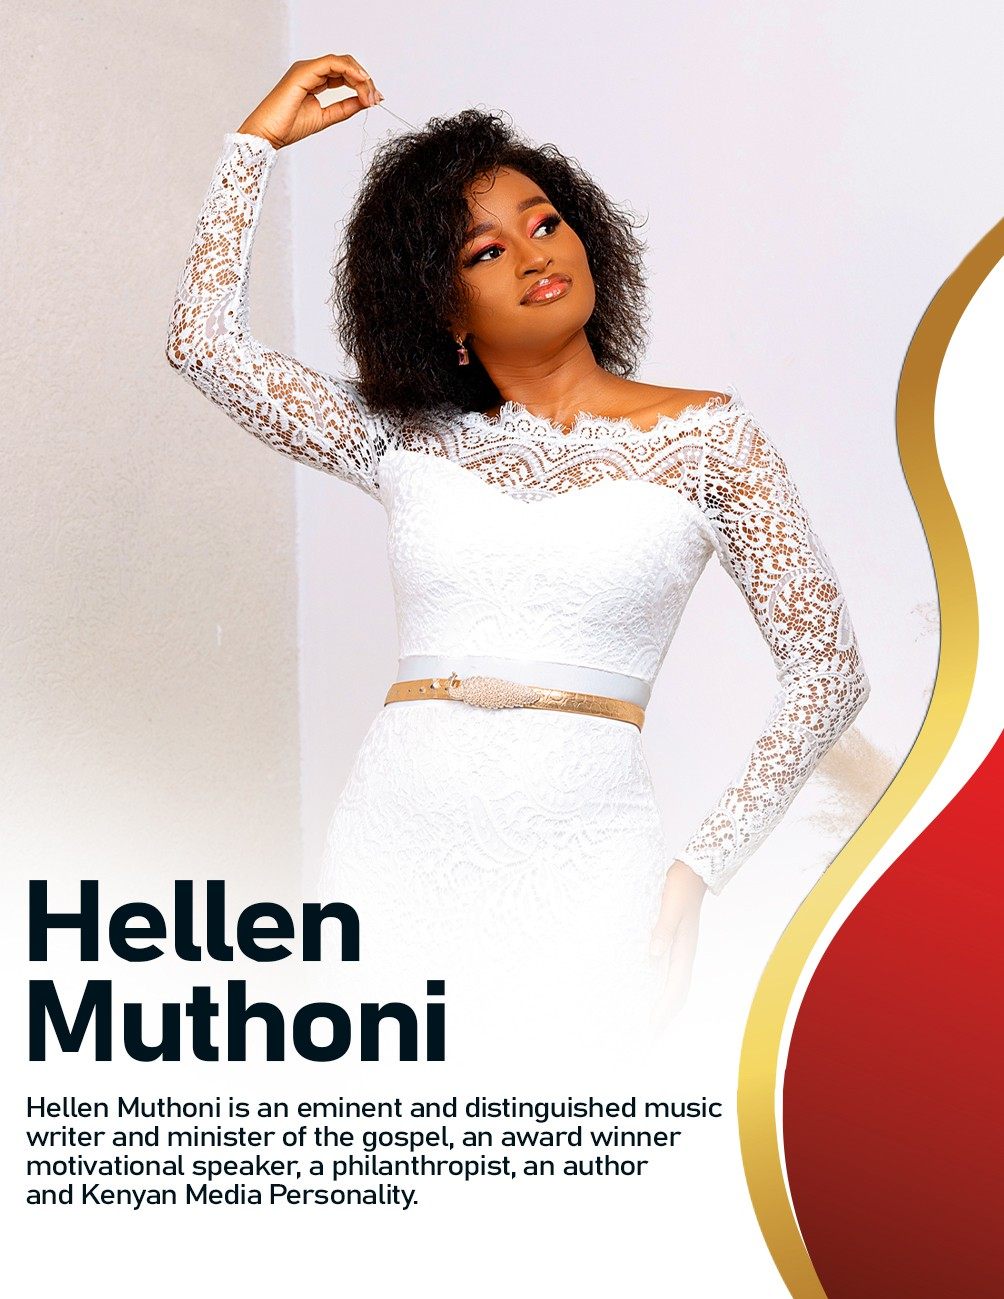 Hellen
Muthoni
Hellen Muthoni is an eminent and distinguished music
writer and minister of the gospel, an award winner
motivational speaker, a philanthropist, an author
and Kenyan Media Personality.